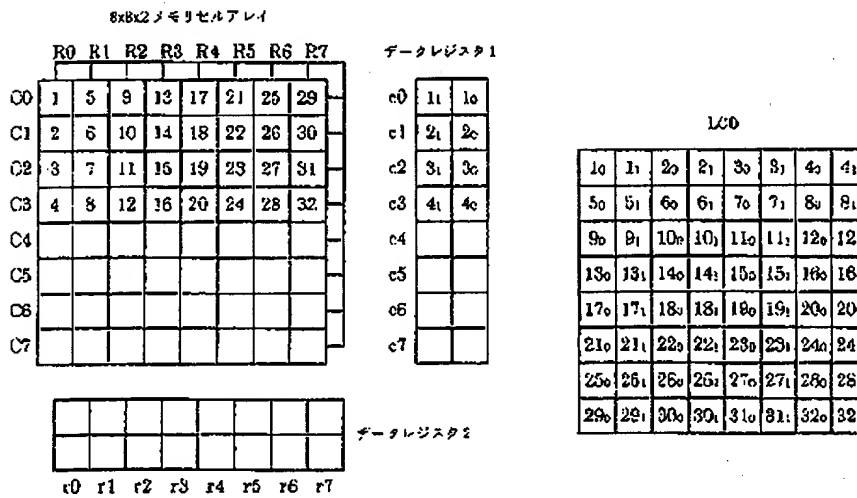 8x8x2メモリセルアレイ
R0 R1 R2 R3 R4 R5 R6 R7
データレジスタ1
C0 1 5 9 13 17 21 25 29
c0 1₁ 1₀
C1 2 6 10 14 18 22 26 30
c1 2₁ 2₀
C2 3 7 11 15 19 23 27 31
c2 3₁ 3₀
C3 4 8 12 16 20 24 28 32
c3 4₁ 4₀
C4
c4
C5
c5
C6
c6
C7
c7
データレジスタ2
r0 r1 r2 r3 r4 r5 r6 r7
LCD
1₀ 1₁ 2₀ 2₁ 3₀ 3₁ 4₀ 4₁
5₀ 5₁ 6₀ 6₁ 7₀ 7₁ 8₀ 8₁
9₀ 9₁ 10₀ 10₁ 11₀ 11₁ 12₀ 12
13₀ 13₁ 14₀ 14₁ 15₀ 15₁ 16₀ 16
17₀ 17₁ 18₀ 18₁ 19₀ 19₁ 20₀ 20
21₀ 21₁ 22₀ 22₁ 23₀ 23₁ 24₀ 24
25₀ 25₁ 26₀ 26₁ 27₀ 27₁ 28₀ 28
29₀ 29₁ 30₀ 30₁ 31₀ 31₁ 32₀ 32